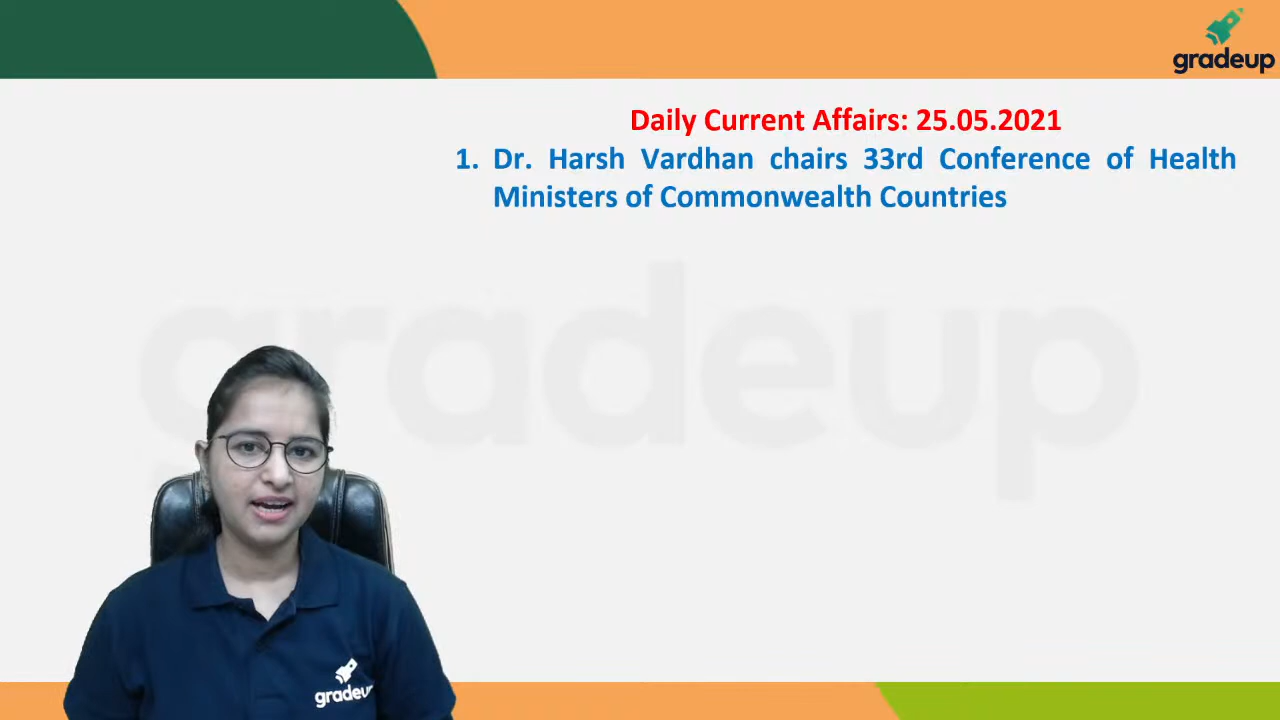 gradeup
Daily Current Affairs: 25.05.2021
1. Dr. Harsh Vardhan chairs 33rd Conference of Health
Ministers of Commonwealth Countries
gradeup
gradeup